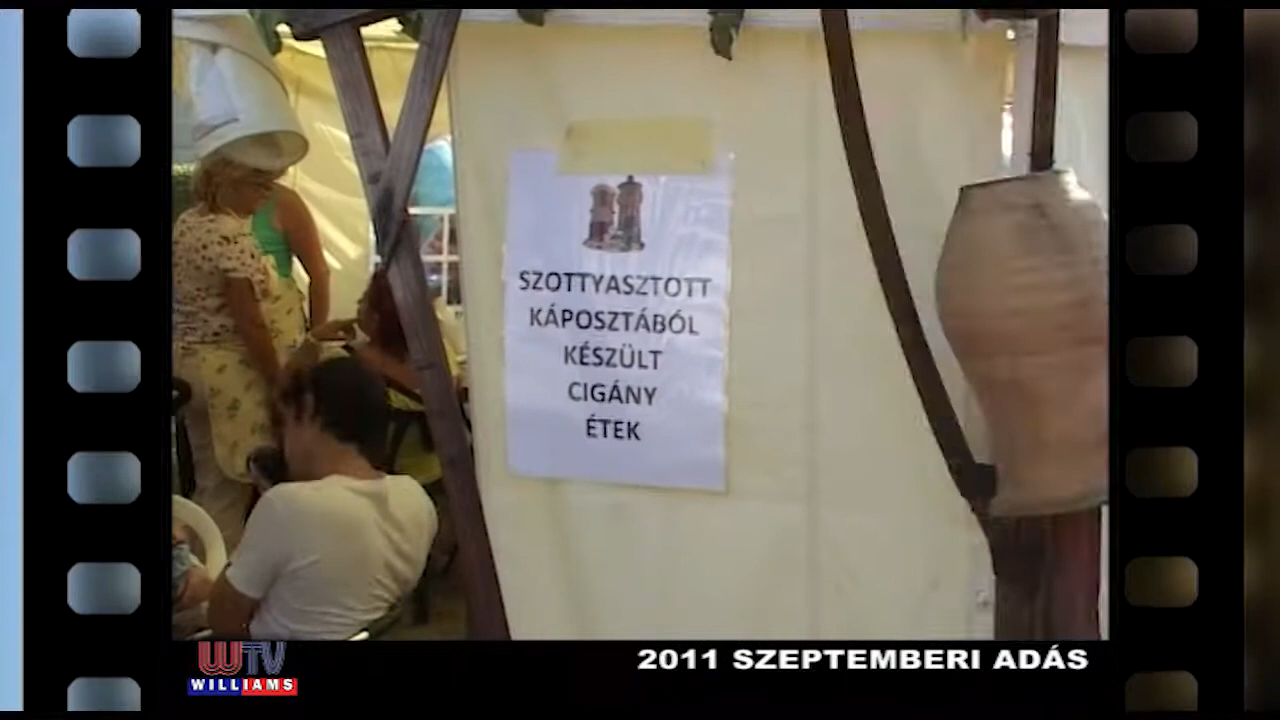 SZOTTYASZTOTT
KÁPOSZTÁBÓL
KÉSZÜLT
CIGÁNY
ÉTEK
WTV
WILLIAMS
2011 SZEPTEMBERI ADÁS